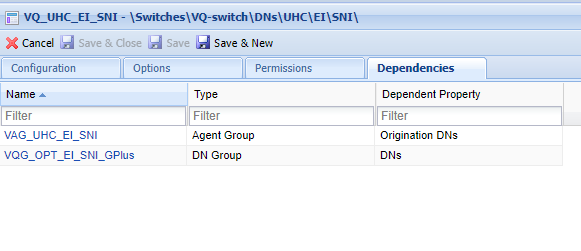 VQ_UHC_EI_SNI - \Switches\VQ-switch\DNs\UHC\EI\SNI\
Cancel Save & Close Save Save & New
Configuration Options Permissions Dependencies
Name Type Dependent Property
Filter Filter Filter
VAG_UHC_EI_SNI Agent Group Origination DNs
VQG_OPT_EI_SNI_GPlus DN Group DNs